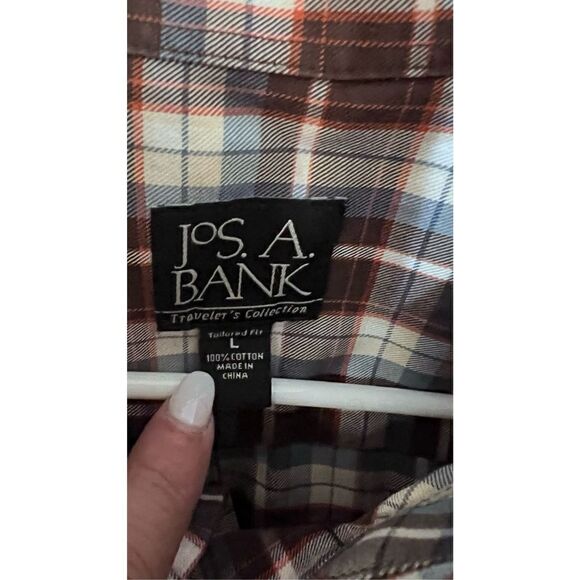 JOS. A.
BANK
Traveler's Collection
Tailored Fit
L
100% COTTON
MADE IN
CHINA